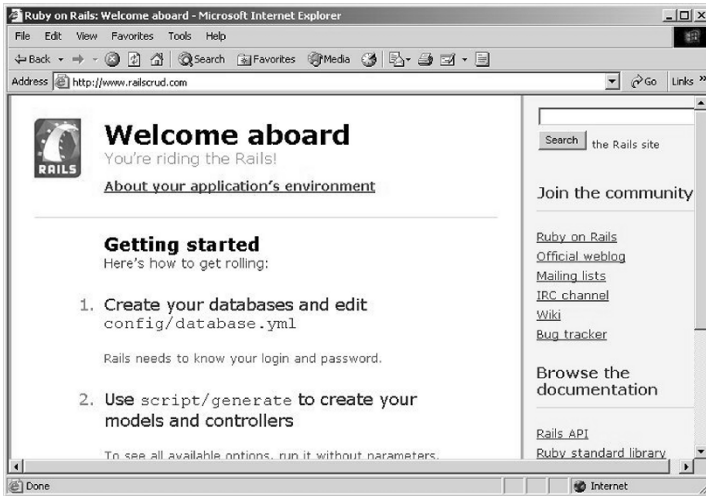 Ruby on Rails: Welcome aboard - Microsoft Internet Explorer
File Edit View Favorites Tools Help
Back Search Favorites Media
Address http://www.railscrud.com Go Links »
RAILS
Welcome aboard
You're riding the Rails!
About your application's environment
Getting started
Here's how to get rolling:
1. Create your databases and edit
config/database.yml
Rails needs to know your login and password.
2. Use script/generate to create your
models and controllers
To see all available options, run it without parameters.
Search the Rails site
Join the community
Ruby on Rails
Official weblog
Mailing lists
IRC channel
Wiki
Bug tracker
Browse the
documentation
Rails API
Ruby standard library
Done Internet